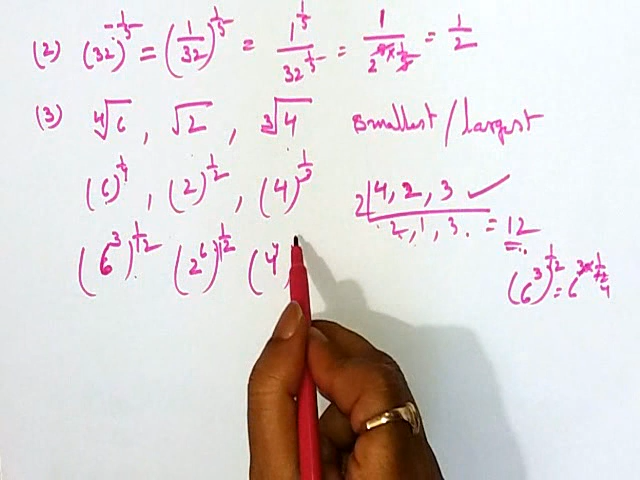 (2) (32)^{-1/5} = (1/32)^{1/5} = 1^{1/5}/32^{1/5} = 1/2^{5×1/5} = 1/2
(3) ∜6, √2, ∛4 Smallest/largest
(6)^{1/4}, (2)^{1/2}, (4)^{1/3}
2|4, 2, 3 ✓
2, 1, 3. = 12
(6^3)^{1/12} (2^6)^{1/12} (4^4)
(6^3)^{1/12} = 6^{3×1/12}
4